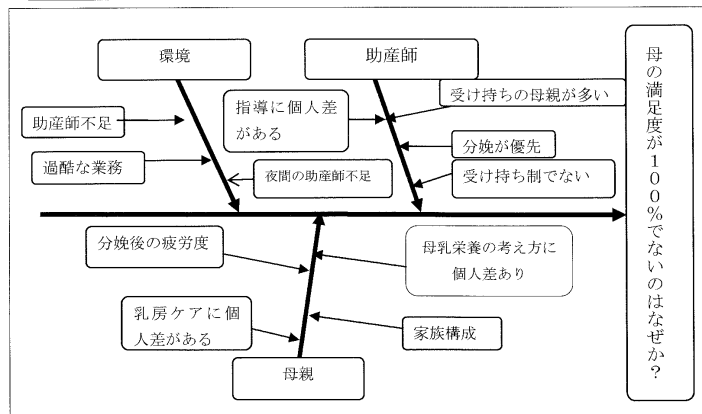 環境
助産師
助産師不足
過酷な業務
夜間の助産師不足
指導に個人差
がある
受け持ちの母親が多い
分娩が優先
受け持ち制でない
分娩後の疲労度
母乳栄養の考え方に
個人差あり
乳房ケアに個
人差がある
家族構成
母親
母の満足度が100%でないのはなぜか?